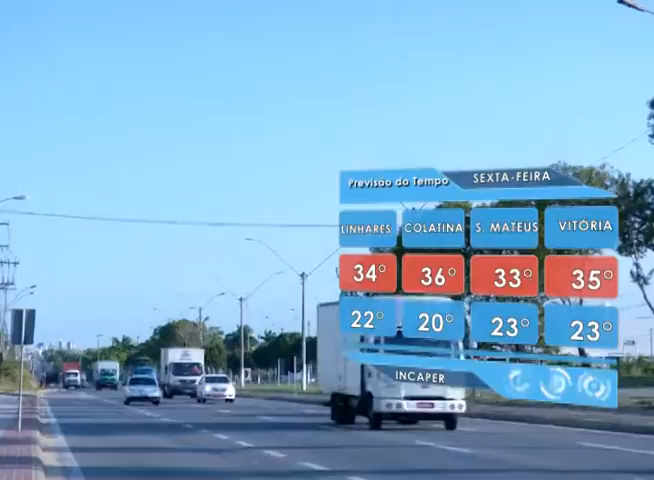 Previsão do Tempo SEXTA-FEIRA
LINHARES COLATINA S. MATEUS VITÓRIA
34° 36° 33° 35°
22° 20° 23° 23°
INCAPER